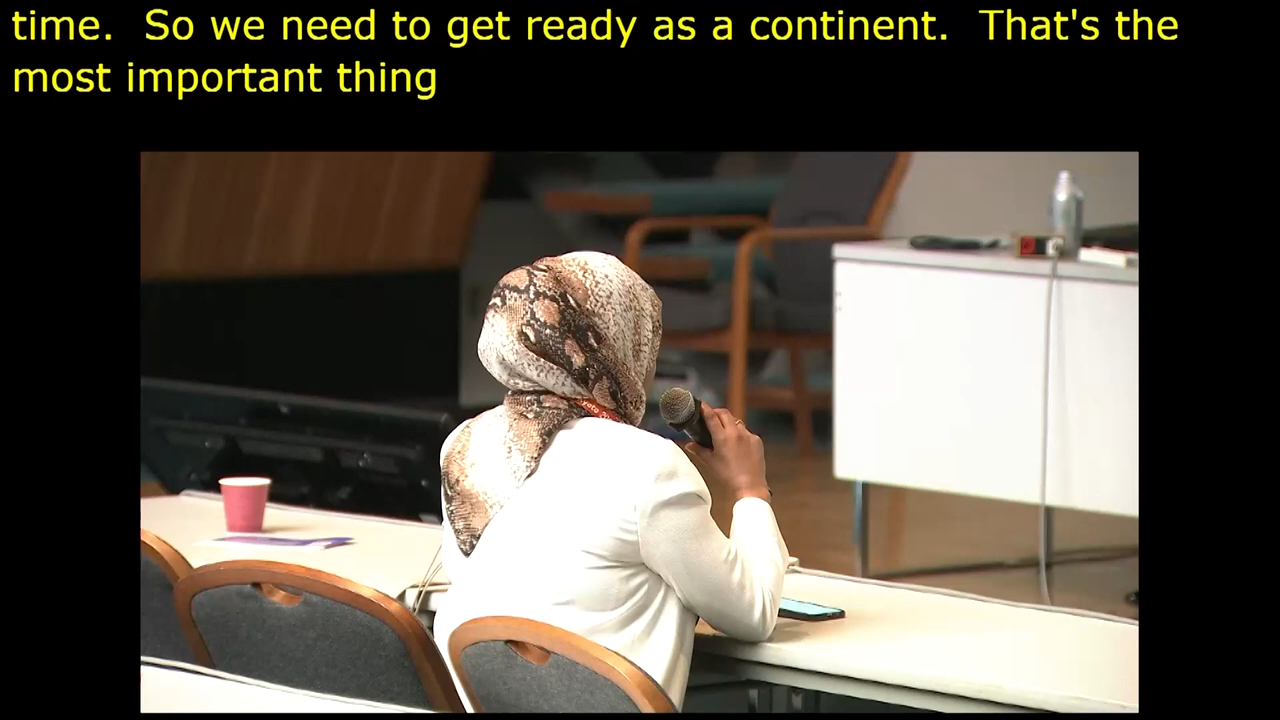 time.  So we need to get ready as a continent.  That's the
most important thing